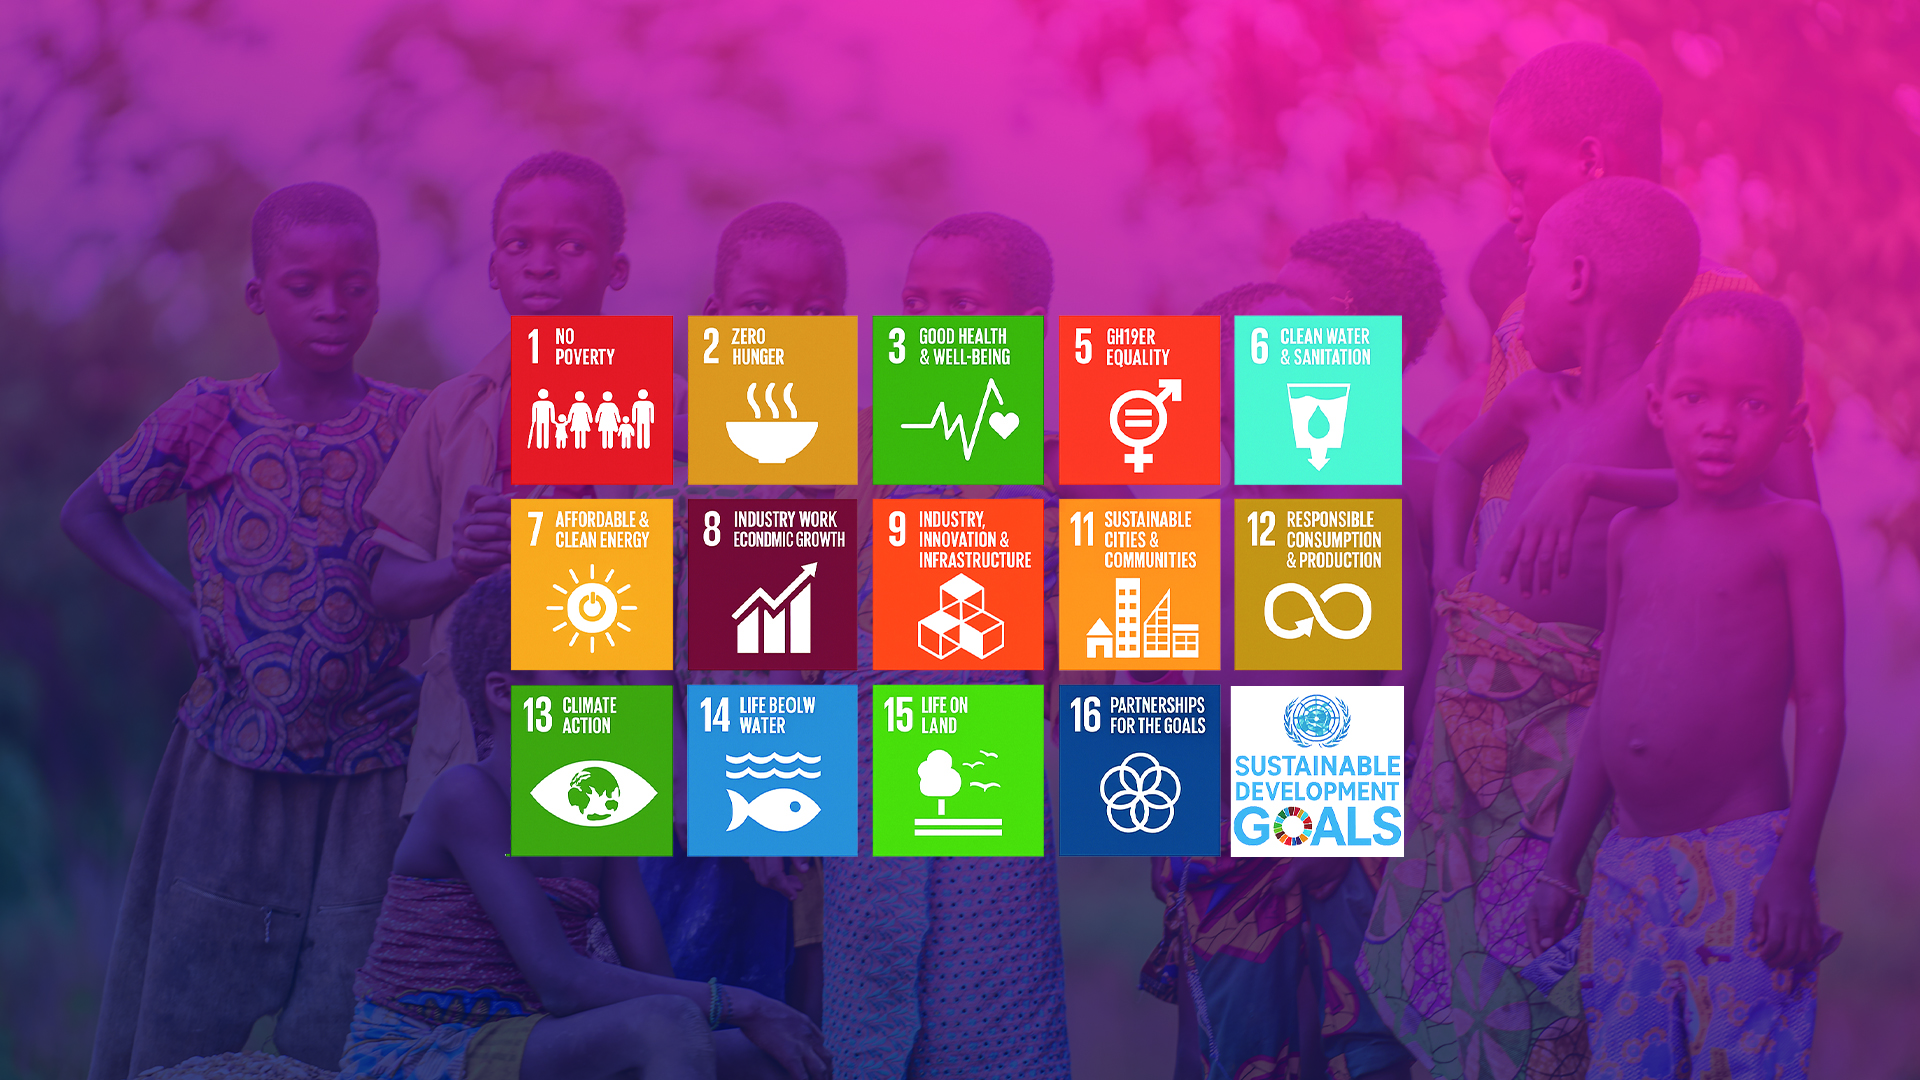 1 NO
POVERTY
2 ZERO
HUNGER
3 GOOD HEALTH
& WELL-BEING
5 GH19ER
EQUALITY
6 CLEAN WATER
& SANITATION
7 AFFORDABLE &
CLEAN ENERGY
8 INDUSTRY WORK
ECONDMIC GROWTH
9 INDUSTRY,
INNOVATION &
INFRASTRUCTURE
11 SUSTAINABLE
CITIES &
COMMUNITIES
12 RESPONSIBLE
CONSUMPTION
& PRODUCTION
13 CLIMATE
ACTION
14 LIFE BEOLW
WATER
15 LIFE ON
LAND
16 PARTNERSHIPS
FOR THE GOALS
SUSTAINABLE
DEVELOPMENT
GOALS